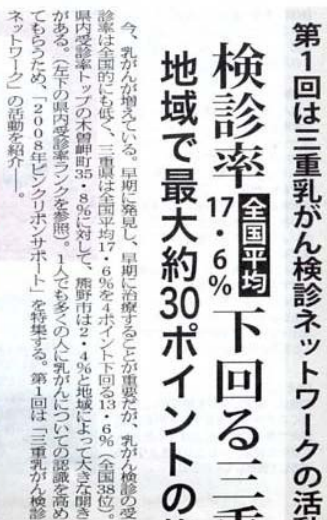 第1回は三重乳がん検診ネットワークの活
検診率全国平均17・6%下回る三
地域で最大約30ポイントの
今、乳がんが増えている。早期に発見し、早期に治療することが重要だが、乳がん検診の受
診率は全国的にも低く、三重県は全国平均17・6%を4ポイント下回る13・6%(全国38位)。
県内受診率トップの木曽岬町35・8%に対して、熊野市は2・4%と地域によって大きな開き
がある。(左下の県内受診率ランクを参照)。1人でも多くの人に乳がんについての認識を高め
てもらうため、「2008年ピンクリボンサポート」を特集する。第1回は「三重乳がん検診
ネットワーク」の活動を紹介――。